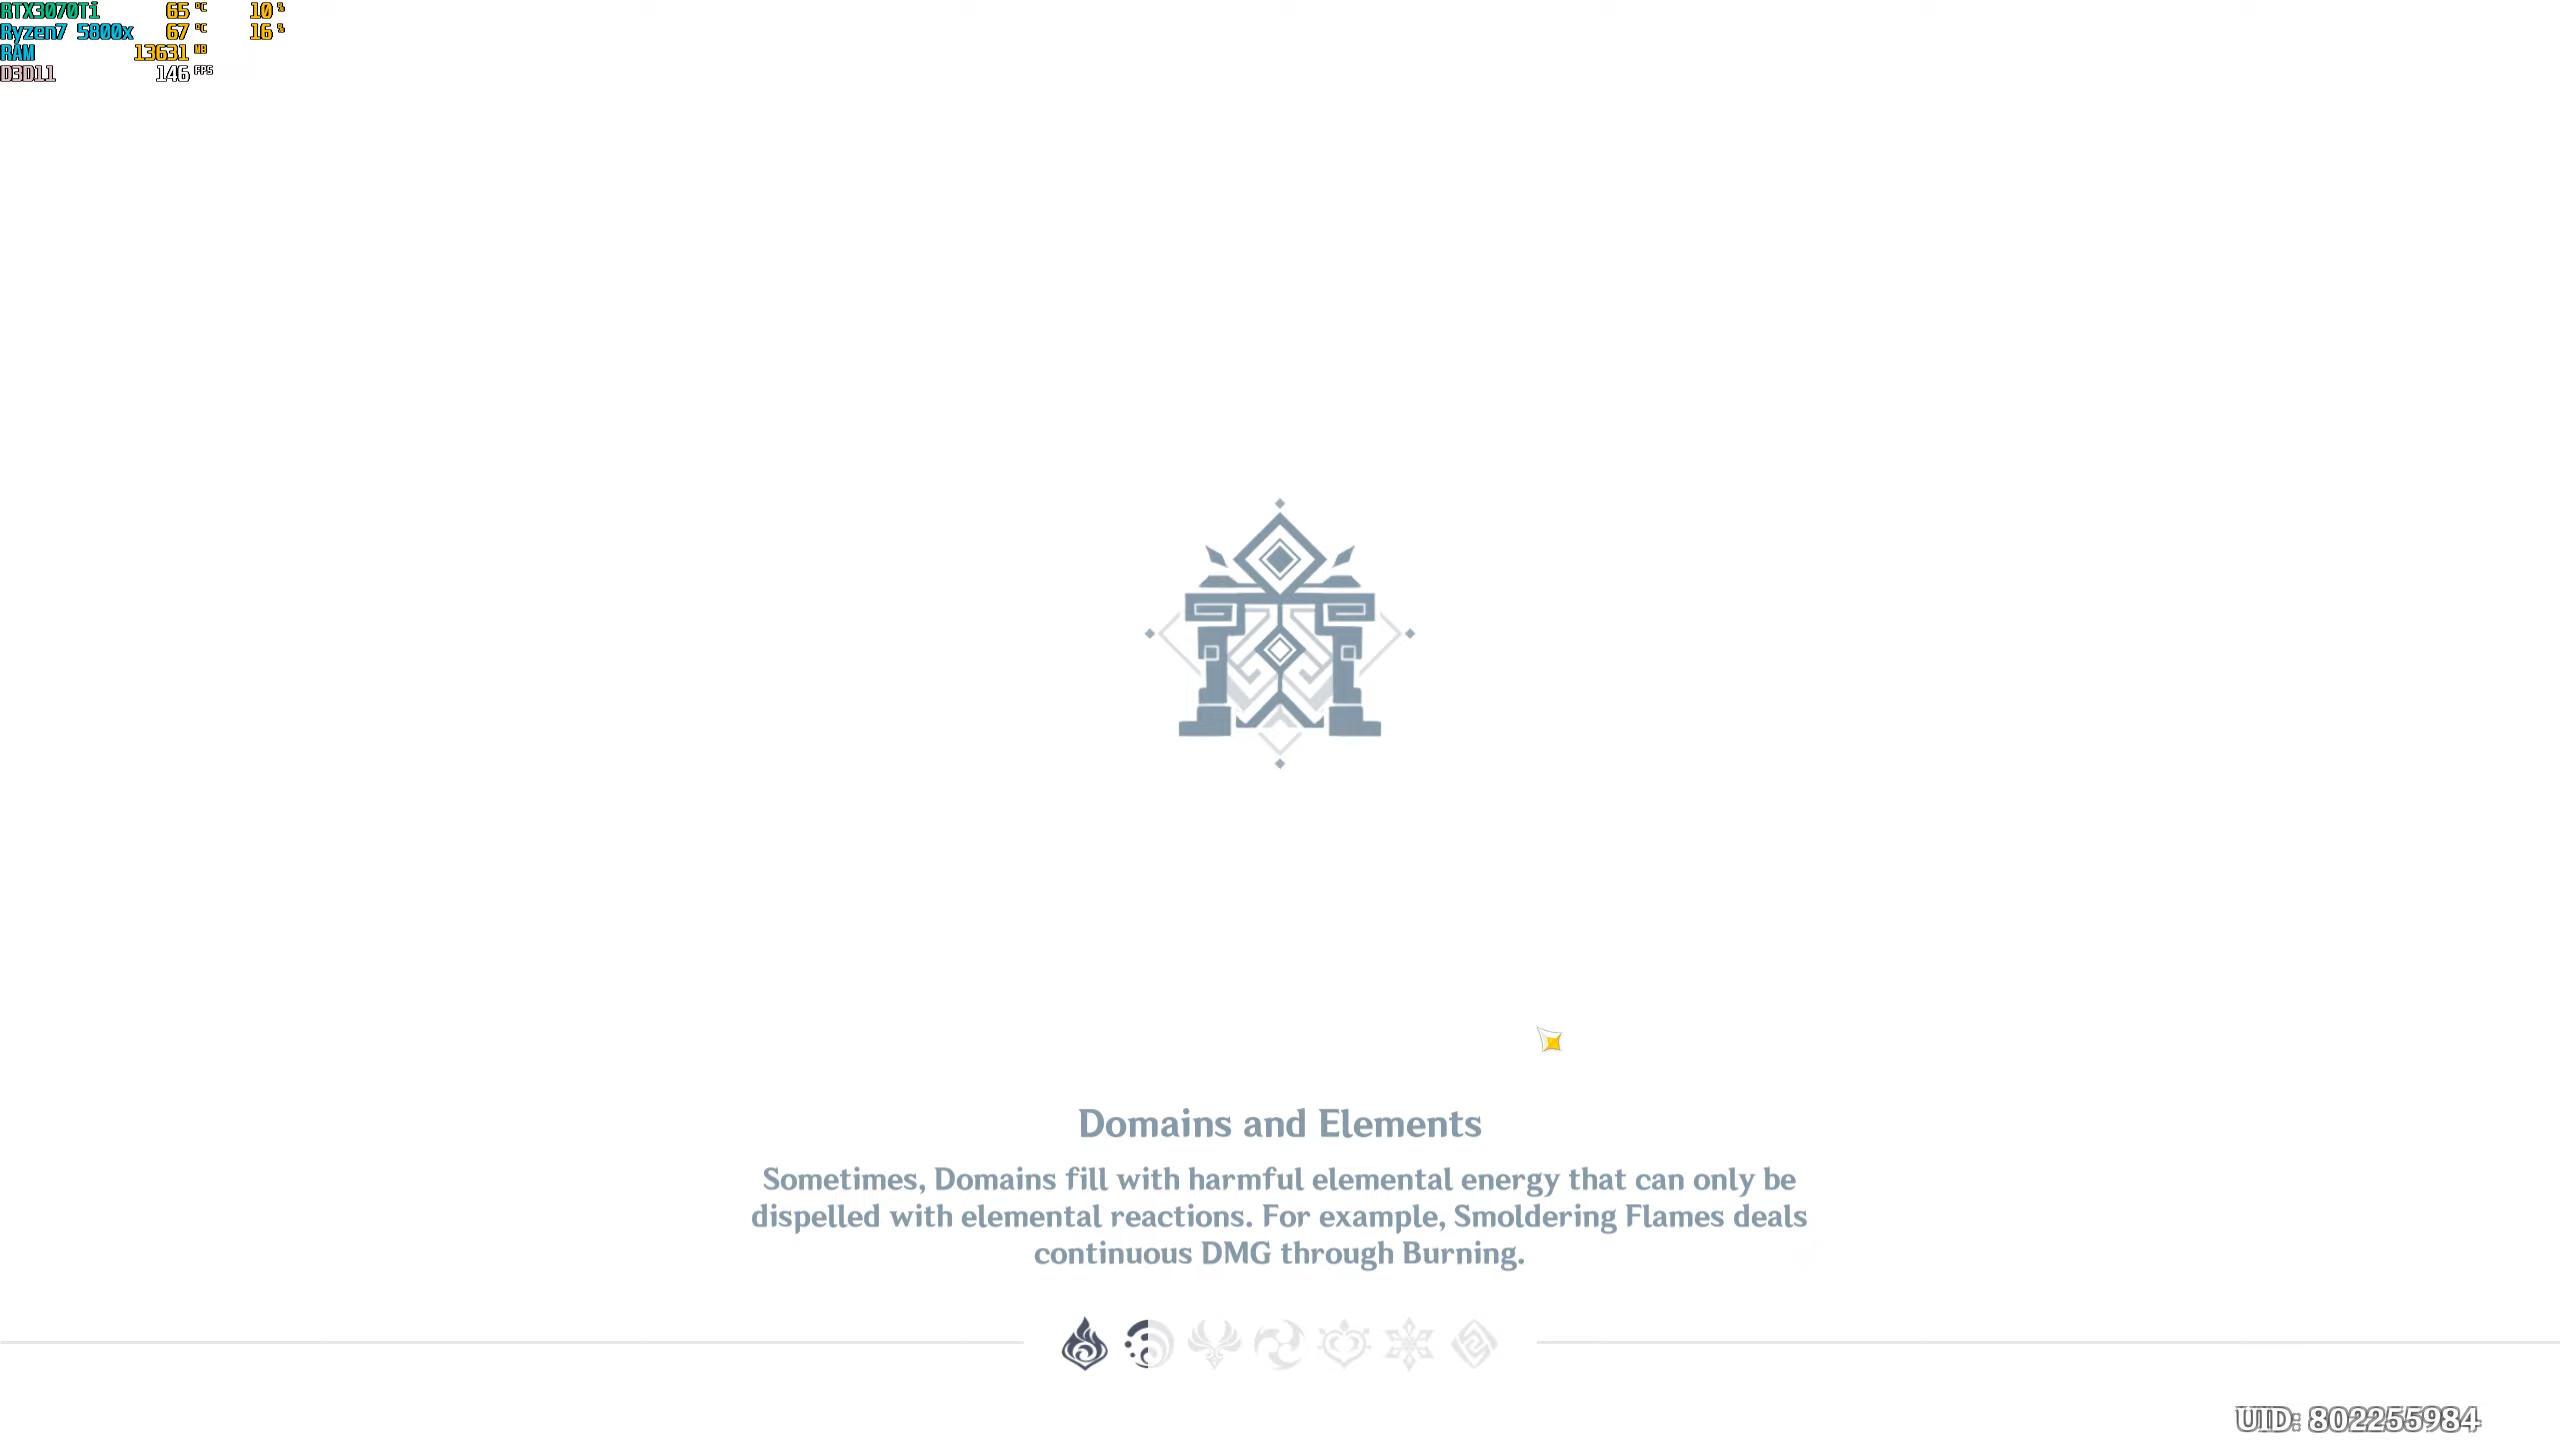 RTX3070Ti 65 °C 10 %
Ryzen7 5800x 67 °C 16 %
RAM 13631 MB
D3D11 146 FPS
Domains and Elements
Sometimes, Domains fill with harmful elemental energy that can only be
dispelled with elemental reactions. For example, Smoldering Flames deals
continuous DMG through Burning.
UID: 802255984